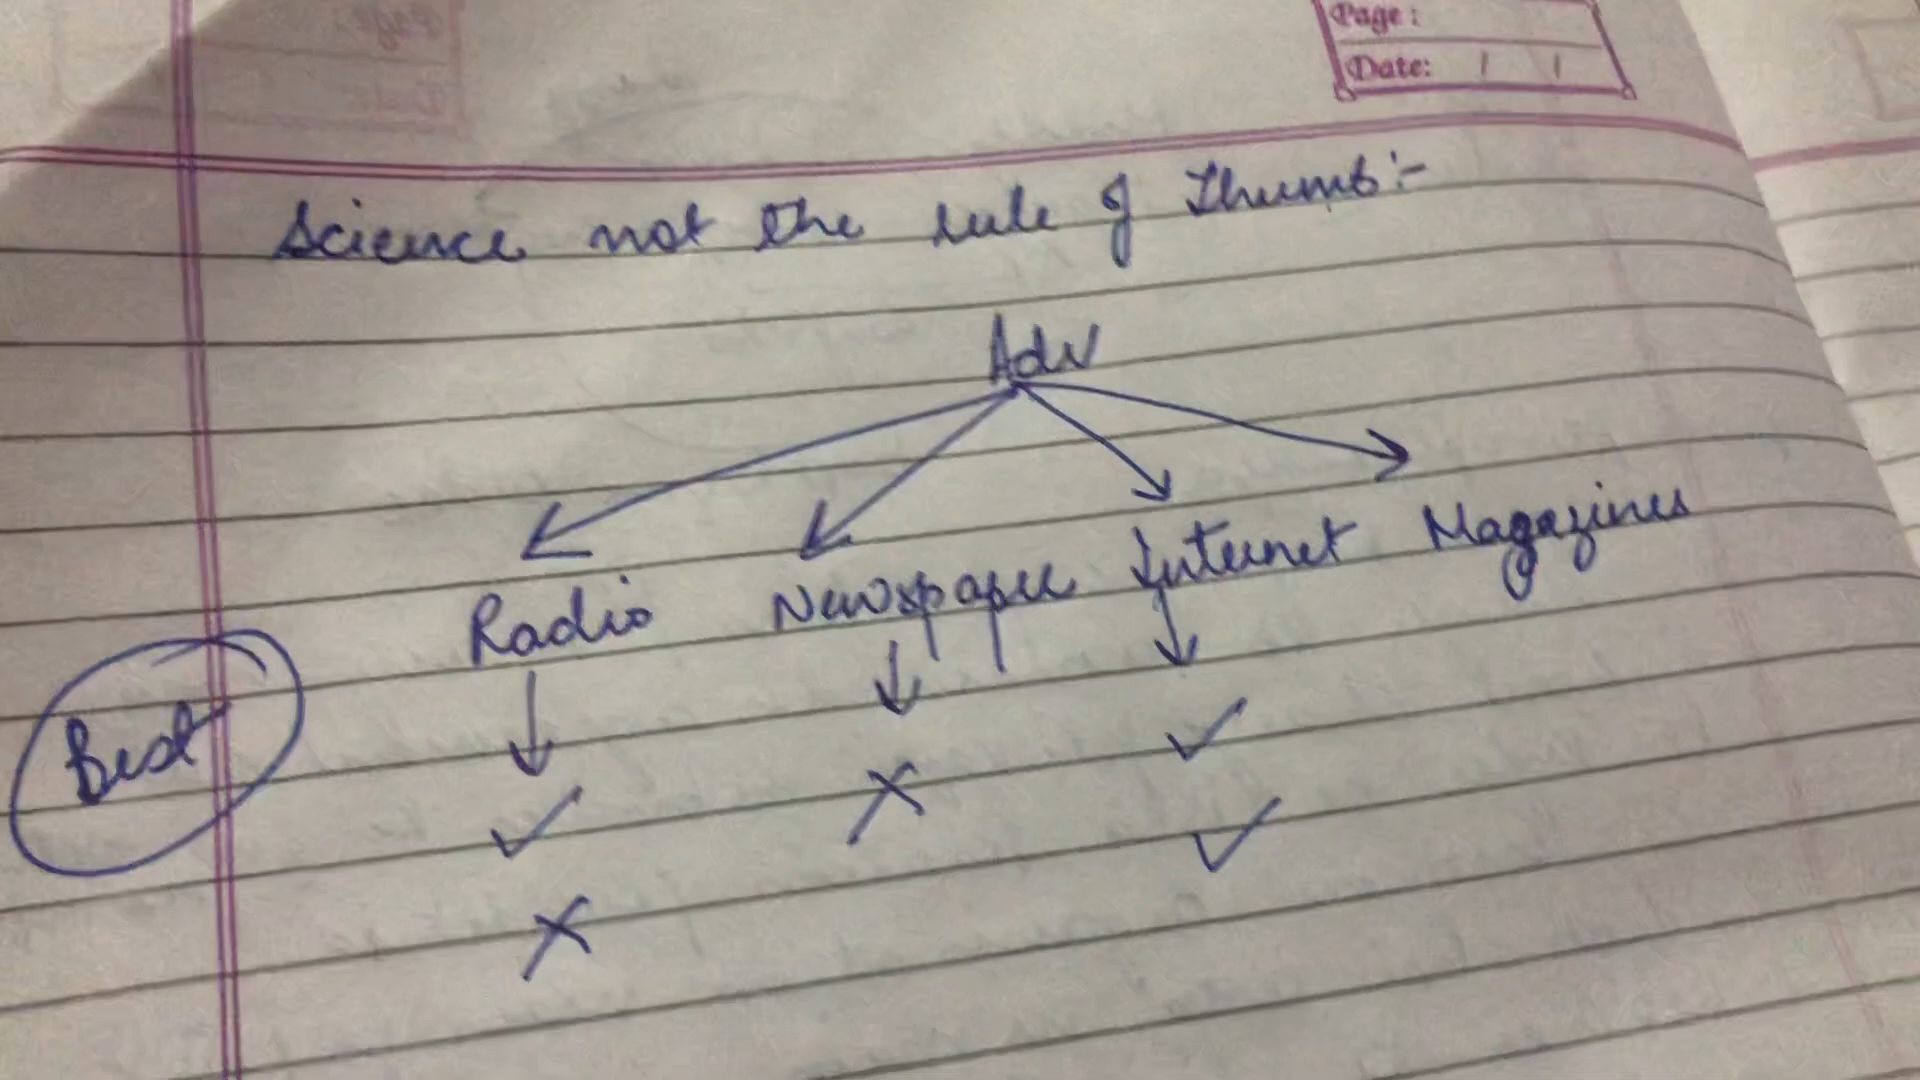 Page:
Date: / /
Science not the rule of Thumb:-
Adv
Radio Newspaper Internet Magazines
Best
✓ ✗ ✓
✗ ✓